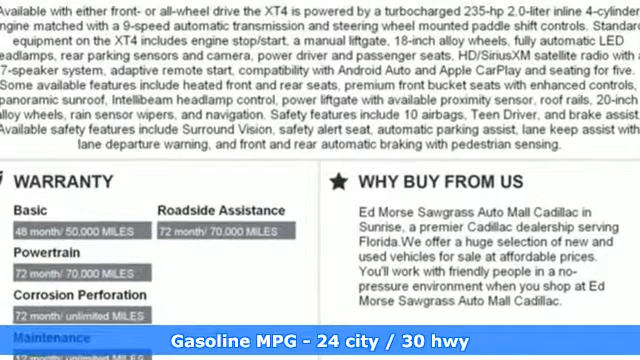 Available with either front- or all-wheel drive the XT4 is powered by a turbocharged 235-hp 2.0-liter inline 4-cylinder
engine matched with a 9-speed automatic transmission and steering wheel mounted paddle shift controls. Standard
equipment on the XT4 includes engine stop/start, a manual liftgate, 18-inch alloy wheels, fully automatic LED
headlamps, rear parking sensors and camera, power driver and passenger seats, HD/SiriusXM satellite radio with a
7-speaker system, adaptive remote start, compatibility with Android Auto and Apple CarPlay and seating for five.
Some available features include heated front and rear seats, premium front bucket seats with enhanced controls,
panoramic sunroof, Intellibeam headlamp control, power liftgate with available proximity sensor, roof rails, 20-inch
alloy wheels, rain sensor wipers, and navigation. Safety features include 10 airbags, Teen Driver, and brake assist.
Available safety features include Surround Vision, safety alert seat, automatic parking assist, lane keep assist with
lane departure warning, and front and rear automatic braking with pedestrian sensing.
WARRANTY
Basic
48 month/ 50,000 MILES
Roadside Assistance
72 month/ 70,000 MILES
Powertrain
72 month/ 70,000 MILES
Corrosion Perforation
72 month/ unlimited MILES
Maintenance
WHY BUY FROM US
Ed Morse Sawgrass Auto Mall Cadillac in
Sunrise, a premier Cadillac dealership serving
Florida.We offer a huge selection of new and
used vehicles for sale at affordable prices.
You'll work with friendly people in a no-
pressure environment when you shop at Ed
Morse Sawgrass Auto Mall Cadillac.
Gasoline MPG - 24 city / 30 hwy